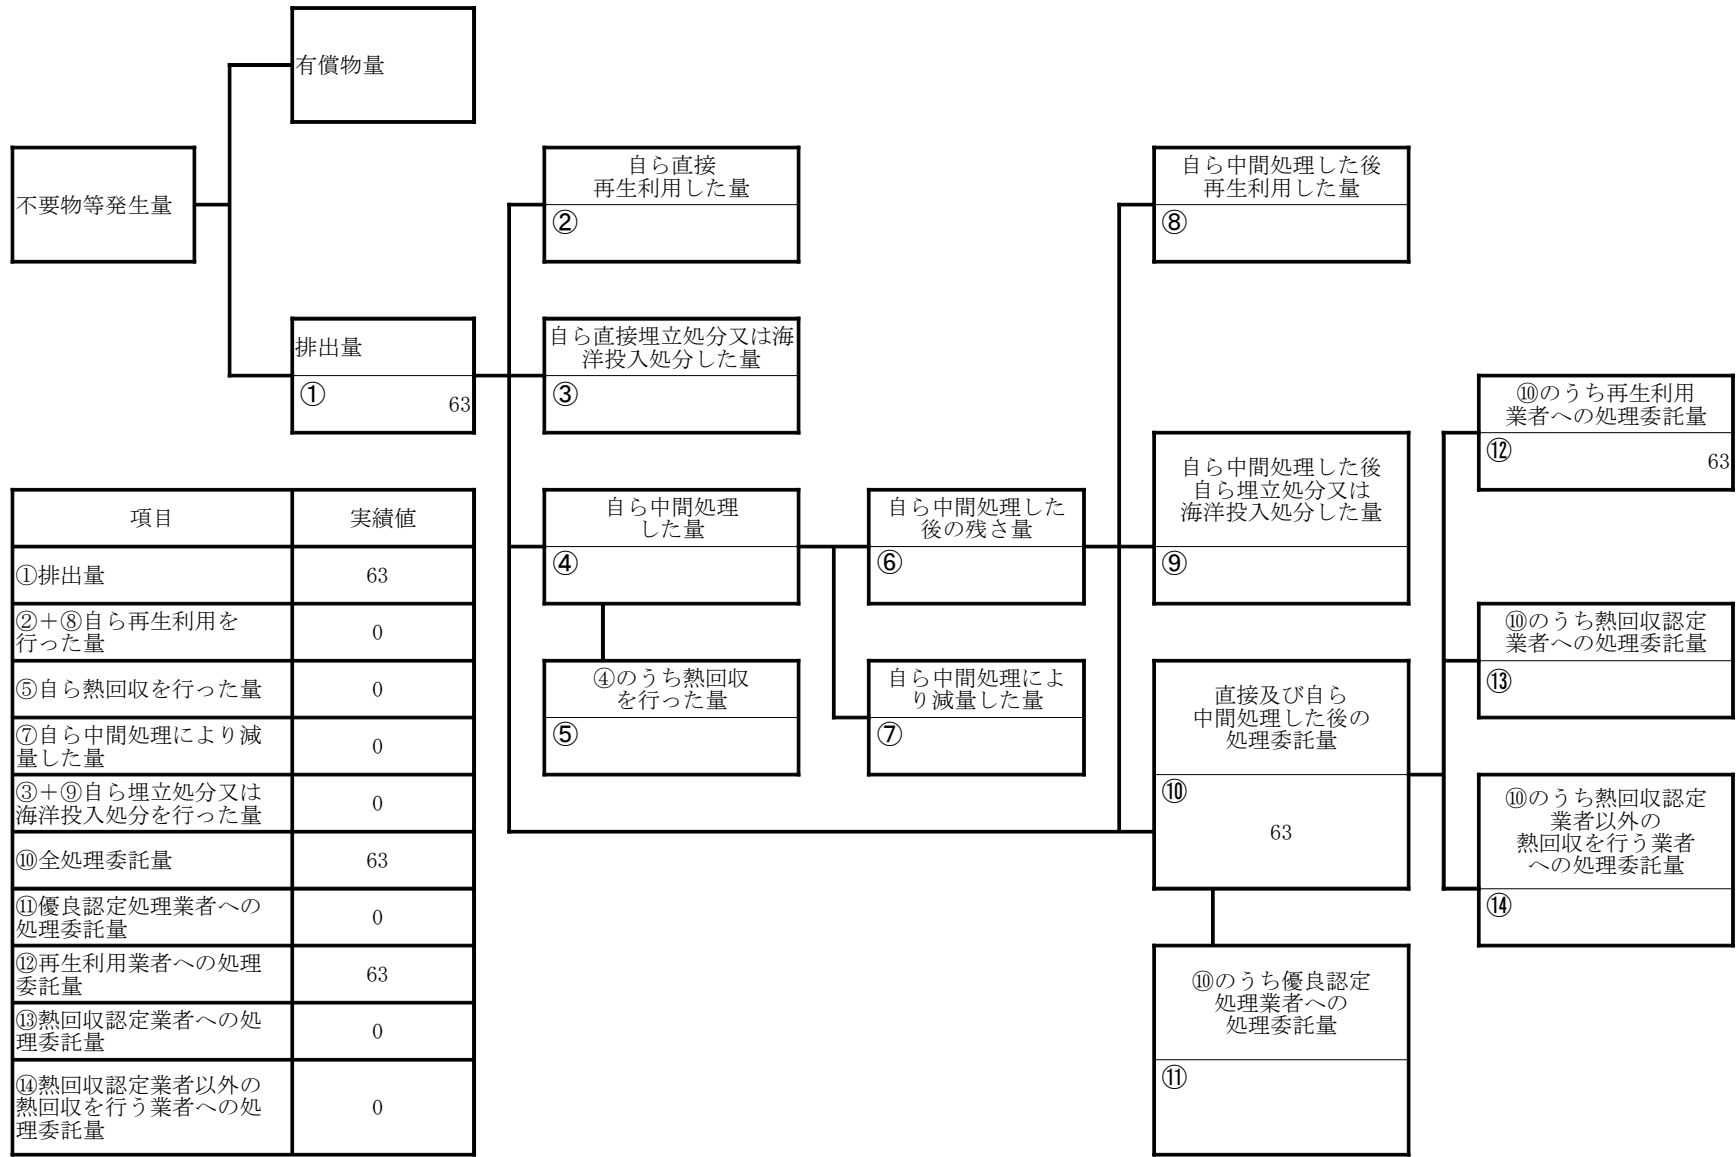 有償物量
不要物等発生量
排出量
①
63
自ら直接
再生利用した量
②
自ら直接埋立処分又は海
洋投入処分した量
③
自ら中間処理
した量
④
④のうち熱回収
を行った量
⑤
自ら中間処理した
後の残さ量
⑥
自ら中間処理によ
り減量した量
⑦
自ら中間処理した後
再生利用した量
⑧
自ら中間処理した後
自ら埋立処分又は
海洋投入処分した量
⑨
直接及び自ら
中間処理した後の
処理委託量
⑩
63
⑩のうち優良認定
処理業者への
処理委託量
⑪
⑩のうち再生利用
業者への処理委託量
⑫
63
⑩のうち熱回収認定
業者への処理委託量
⑬
⑩のうち熱回収認定
業者以外の
熱回収を行う業者
への処理委託量
⑭
項目
実績値
①排出量
63
②＋⑧自ら再生利用を
行った量
0
⑤自ら熱回収を行った量
0
⑦自ら中間処理により減
量した量
0
③＋⑨自ら埋立処分又は
海洋投入処分を行った量
0
⑩全処理委託量
63
⑪優良認定処理業者への
処理委託量
0
⑫再生利用業者への処理
委託量
63
⑬熱回収認定業者への処
理委託量
0
⑭熱回収認定業者以外の
熱回収を行う業者への処
理委託量
0